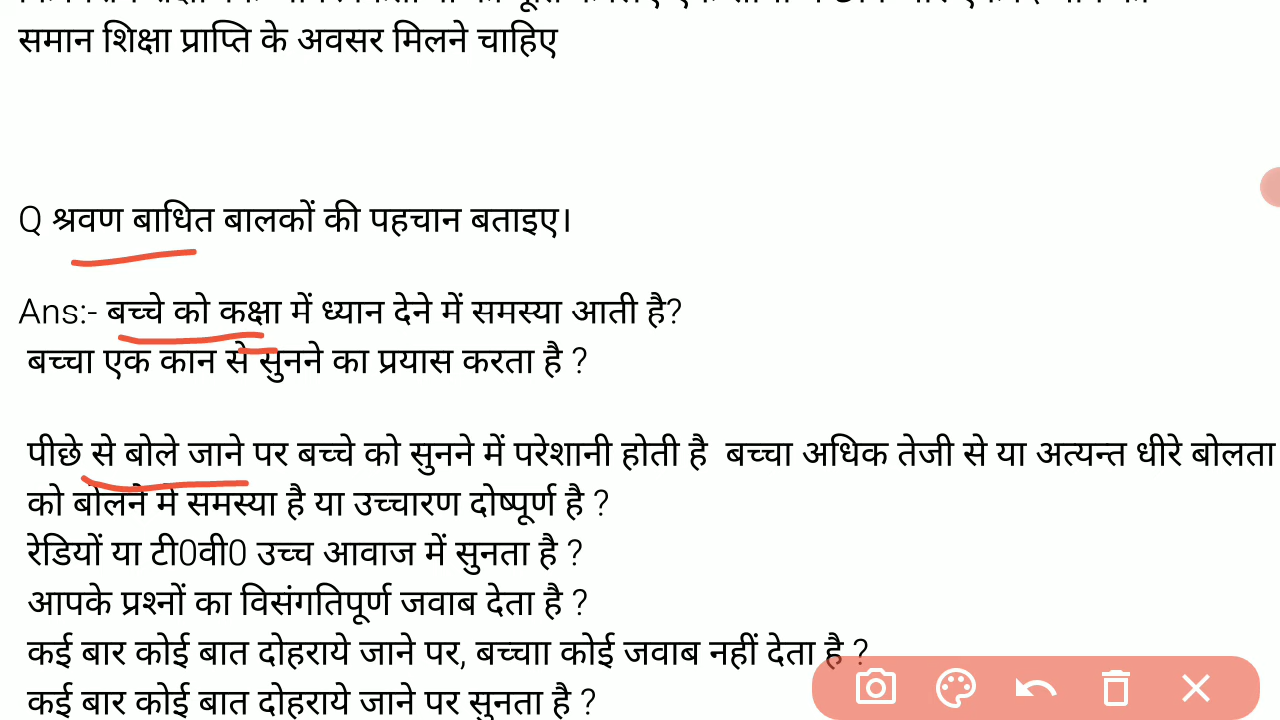 समान शिक्षा प्राप्ति के अवसर मिलने चाहिए
Q श्रवण बाधित बालकों की पहचान बताइए।
Ans:- बच्चे को कक्षा में ध्यान देने में समस्या आती है?
बच्चा एक कान से सुनने का प्रयास करता है ?
पीछे से बोले जाने पर बच्चे को सुनने में परेशानी होती है बच्चा अधिक तेजी से या अत्यन्त धीरे बोलता
को बोलने में समस्या है या उच्चारण दोष्पूर्ण है ?
रेडियों या टी0वी0 उच्च आवाज में सुनता है ?
आपके प्रश्नों का विसंगतिपूर्ण जवाब देता है ?
कई बार कोई बात दोहराये जाने पर, बच्चाा कोई जवाब नहीं देता है ?
कई बार कोई बात दोहराये जाने पर सुनता है ?